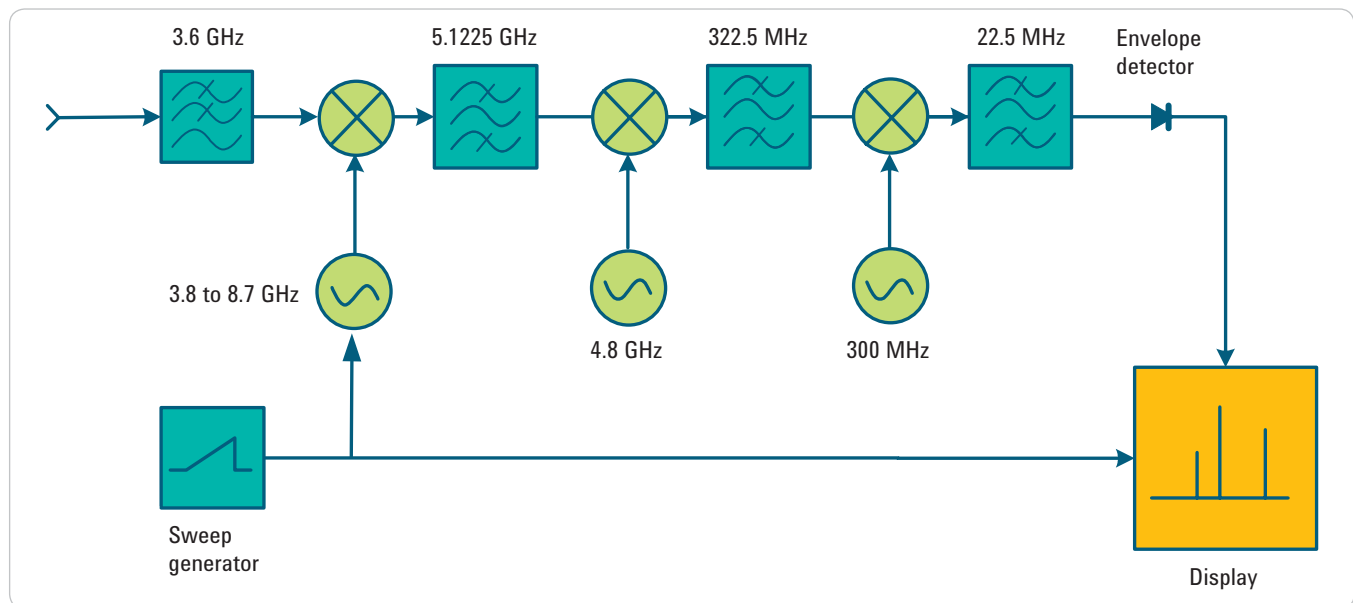 3.6 GHz
5.1225 GHz
322.5 MHz
22.5 MHz
Envelope
detector
3.8 to 8.7 GHz
4.8 GHz
300 MHz
Sweep
generator
Display